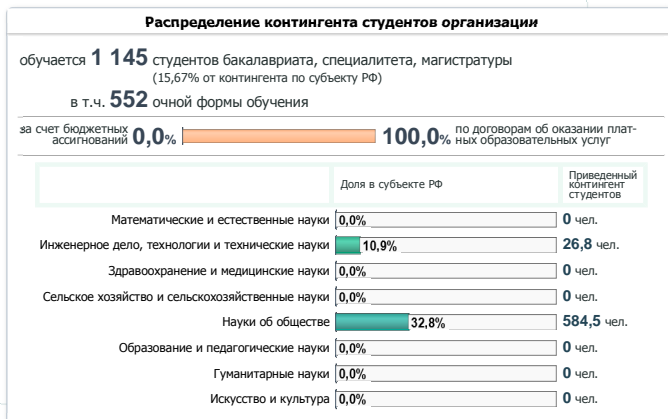 Распределение контингента студентов организации
обучается 1 145 студентов бакалавриата, специалитета, магистратуры
(15,67% от контингента по субъекту РФ)
в т.ч. 552 очной формы обучения
за счет бюджетных
ассигнований 0,0% 100,0% по договорам об оказании плат-
ных образовательных услуг
Доля в субъекте РФ
Приведенный
контингент
студентов
Математические и естественные науки 0,0% 0 чел.
Инженерное дело, технологии и технические науки 10,9% 26,8 чел.
Здравоохранение и медицинские науки 0,0% 0 чел.
Сельское хозяйство и сельскохозяйственные науки 0,0% 0 чел.
Науки об обществе 32,8% 584,5 чел.
Образование и педагогические науки 0,0% 0 чел.
Гуманитарные науки 0,0% 0 чел.
Искусство и культура 0,0% 0 чел.